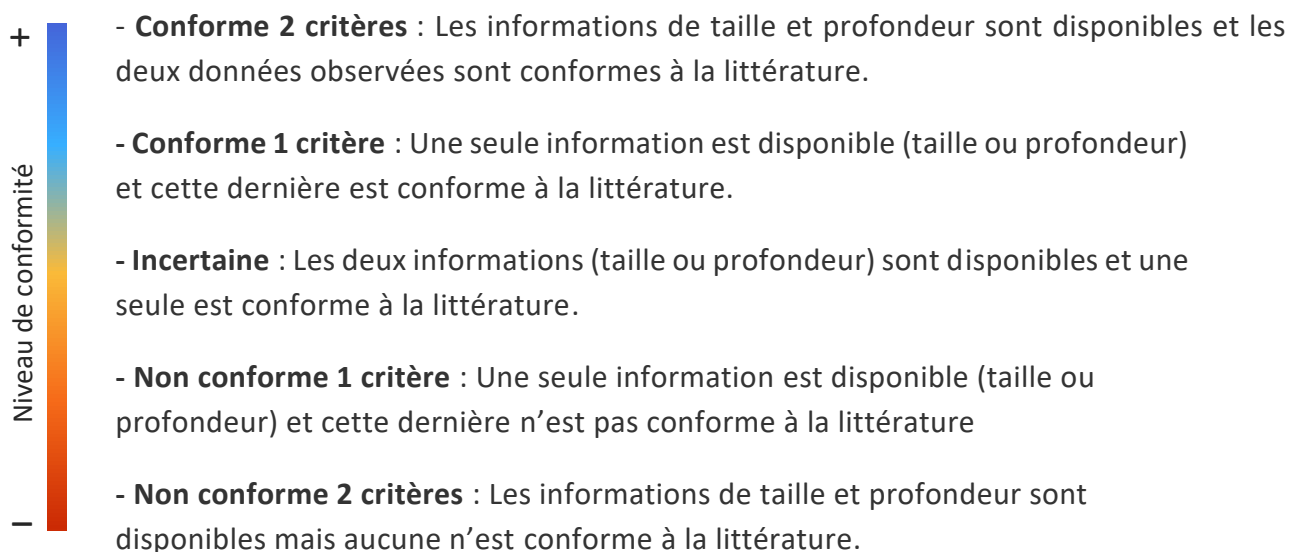 +
- Conforme 2 critères : Les informations de taille et profondeur sont disponibles et les
deux données observées sont conformes à la littérature.
- Conforme 1 critère : Une seule information est disponible (taille ou profondeur)
et cette dernière est conforme à la littérature.
- Incertaine : Les deux informations (taille ou profondeur) sont disponibles et une
seule est conforme à la littérature.
- Non conforme 1 critère : Une seule information est disponible (taille ou
profondeur) et cette dernière n’est pas conforme à la littérature
- Non conforme 2 critères : Les informations de taille et profondeur sont
disponibles mais aucune n’est conforme à la littérature.
Niveau de conformité
–